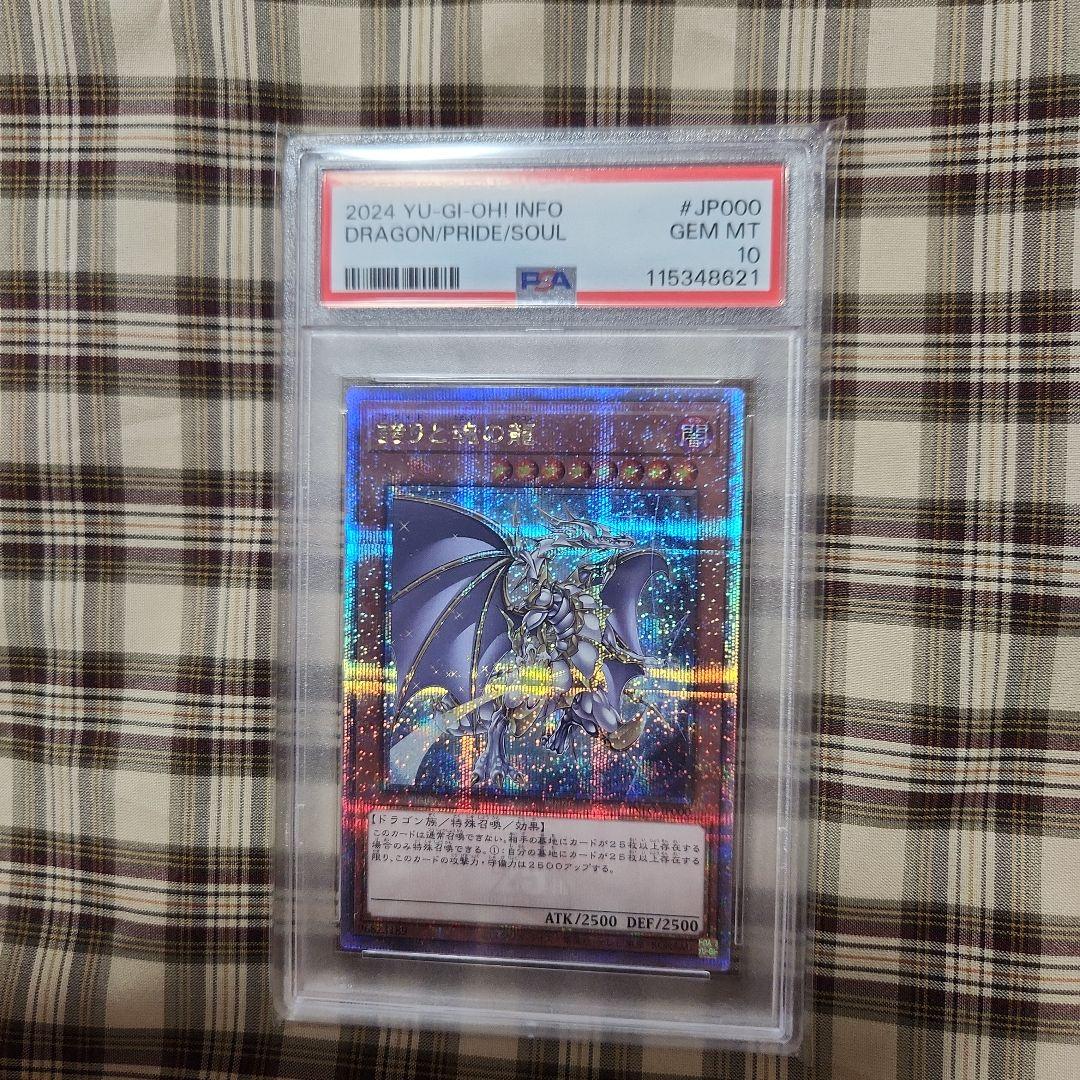 2024 YU-GI-OH! INFO #JP000
DRAGON/PRIDE/SOUL GEM MT
10
PSA 115348621
誇りと魂の龍 闇
【ドラゴン族/特殊召喚/効果】
このカードは通常召喚できない。相手の墓地にカードが25枚以上存在する
場合のみ特殊召喚できる。①:自分の墓地にカードが25枚以上存在する
限り、このカードの攻撃力・守備力は2500アップする。
ATK/2500 DEF/2500